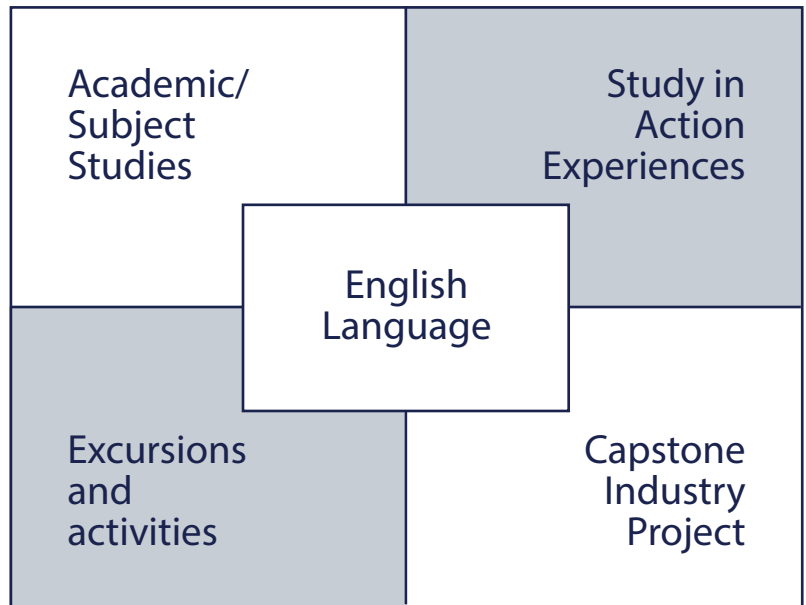 Academic/
Subject
Studies
Study in
Action
Experiences
English
Language
Excursions
and
activities
Capstone
Industry
Project